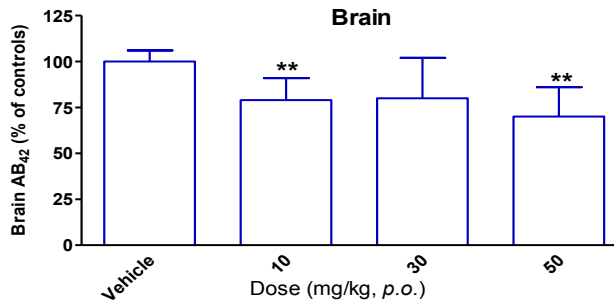 Brain
Brain AB₄₂ (% of controls)
125
100
75
50
25
0
**
**
Vehicle
10
30
50
Dose (mg/kg, p.o.)